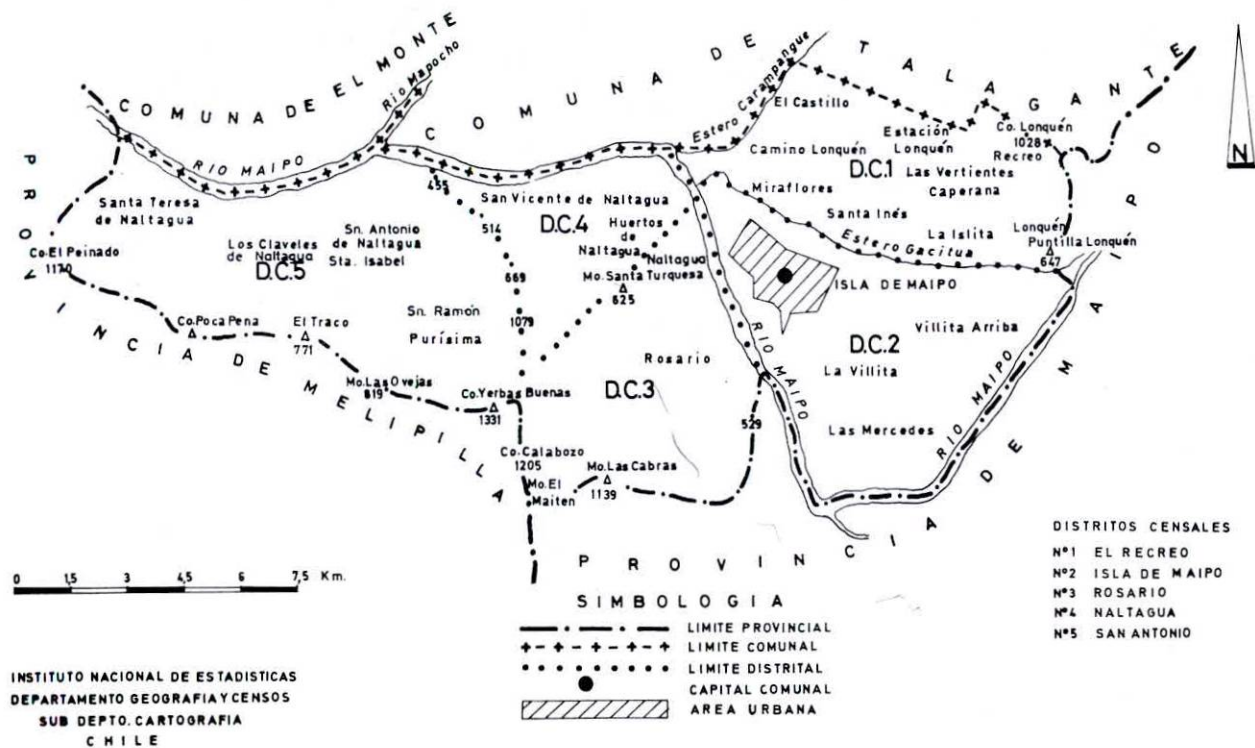 COMUNA DE EL MONTE
Río Mapocho
COMUNA DE TALAGANTE
Estero Carampangue
El Castillo
Estación
Lonquén
Co. Lonquén
1028
Recreo
Camino Lonquén
D.C.1
Las Vertientes
Caperana
N
RIO MAIPO
PROVINCIA DE MELIPILLA
Santa Teresa
de Naltagua
455
San Vicente de Naltagua
D.C.4
Miraflores
Santa Inés
Estero Gacitua
La Islita
Lonquén
Puntilla Lonquén
647
Sn. Antonio
de Naltagua
Sta. Isabel
514
Huertos
de
Naltagua
Naltagua
Los Claveles
de Naltagua
D.C.5
Co. El Peinado
1170
669
Mo. Santa Turquesa
625
ISLA DE MAIPO
Sn. Ramón
Purísima
1079
Co. Poca Pena
El Traco
771
Villita Arriba
D.C.2
La Villita
Rosario
RIO MAIPO
RIO MAIPO
D.C.3
Mo. Las Ovejas
819
Co. Yerbas Buenas
1331
529
Las Mercedes
Co. Calabozo
1205
Mo. El
Maiten
Mo. Las Cabras
1139
PROVINCIA DE MAIPO
0 1,5 3 4,5 6 7,5 Km.
SIMBOLOGIA
LIMITE PROVINCIAL
LIMITE COMUNAL
LIMITE DISTRITAL
CAPITAL COMUNAL
AREA URBANA
DISTRITOS CENSALES
Nº1 EL RECREO
Nº2 ISLA DE MAIPO
Nº3 ROSARIO
Nº4 NALTAGUA
Nº5 SAN ANTONIO
INSTITUTO NACIONAL DE ESTADISTICAS
DEPARTAMENTO GEOGRAFIA Y CENSOS
SUB DEPTO. CARTOGRAFIA
CHILE